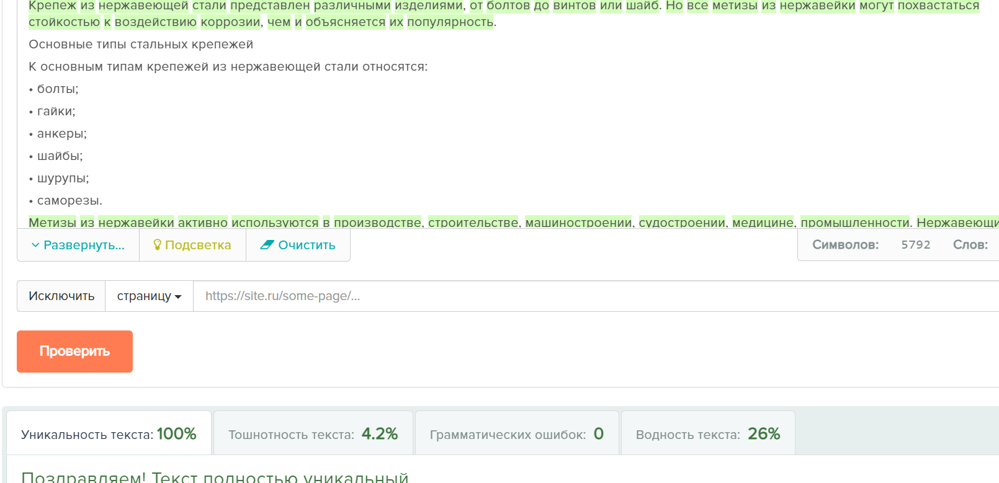 Крепеж из нержавеющей стали представлен различными изделиями, от болтов до винтов или шайб. Но все метизы из нержавейки могут похвастаться
стойкостью к воздействию коррозии, чем и объясняется их популярность.
Основные типы стальных крепежей
К основным типам крепежей из нержавеющей стали относятся:
• болты;
• гайки;
• анкеры;
• шайбы;
• шурупы;
• саморезы.
Метизы из нержавейки активно используются в производстве, строительстве, машиностроении, судостроении, медицине, промышленности. Нержавеющи
Развернуть...
Подсветка
Очистить
Символов: 5792 Слов:
Исключить страницу https://site.ru/some-page/...
Проверить
Уникальность текста: 100% Тошнотность текста: 4.2% Грамматических ошибок: 0 Водность текста: 26%
Поздравляем! Текст полностью уникальный